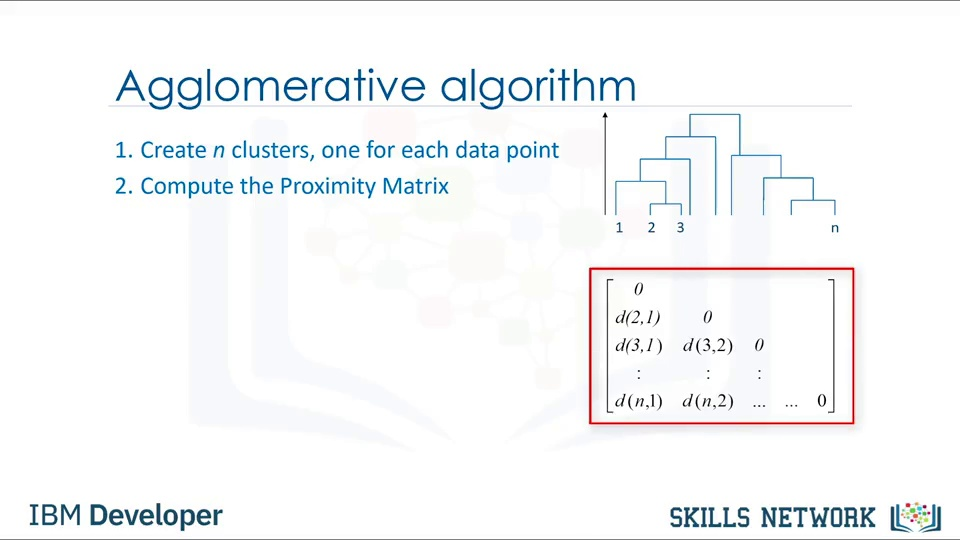 Agglomerative algorithm
1. Create n clusters, one for each data point
2. Compute the Proximity Matrix
1 2 3 n
0
d(2,1) 0
d(3,1) d(3,2) 0
: : :
d(n,1) d(n,2) ... ... 0
IBM Developer
SKILLS NETWORK